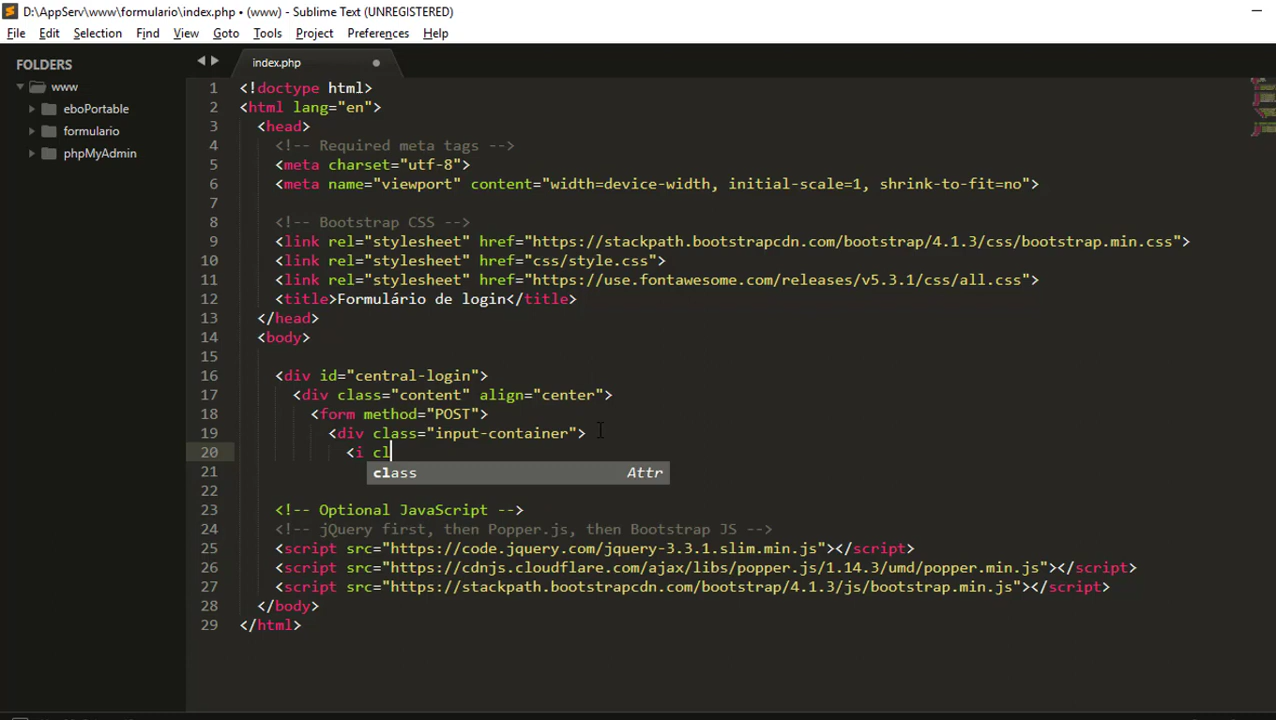 D:\AppServ\www\formulario\index.php • (www) - Sublime Text (UNREGISTERED)
File Edit Selection Find View Goto Tools Project Preferences Help
FOLDERS
www
eboPortable
formulario
phpMyAdmin
index.php
1 <!doctype html>
2 <html lang="en">
3 <head>
4 <!-- Required meta tags -->
5 <meta charset="utf-8">
6 <meta name="viewport" content="width=device-width, initial-scale=1, shrink-to-fit=no">
7
8 <!-- Bootstrap CSS -->
9 <link rel="stylesheet" href="https://stackpath.bootstrapcdn.com/bootstrap/4.1.3/css/bootstrap.min.css">
10 <link rel="stylesheet" href="css/style.css">
11 <link rel="stylesheet" href="https://use.fontawesome.com/releases/v5.3.1/css/all.css">
12 <title>Formulário de login</title>
13 </head>
14 <body>
15
16 <div id="central-login">
17 <div class="content" align="center">
18 <form method="POST">
19 <div class="input-container">
20 <i cl
class Attr
21
22
23 <!-- Optional JavaScript -->
24 <!-- jQuery first, then Popper.js, then Bootstrap JS -->
25 <script src="https://code.jquery.com/jquery-3.3.1.slim.min.js"></script>
26 <script src="https://cdnjs.cloudflare.com/ajax/libs/popper.js/1.14.3/umd/popper.min.js"></script>
27 <script src="https://stackpath.bootstrapcdn.com/bootstrap/4.1.3/js/bootstrap.min.js"></script>
28 </body>
29 </html>